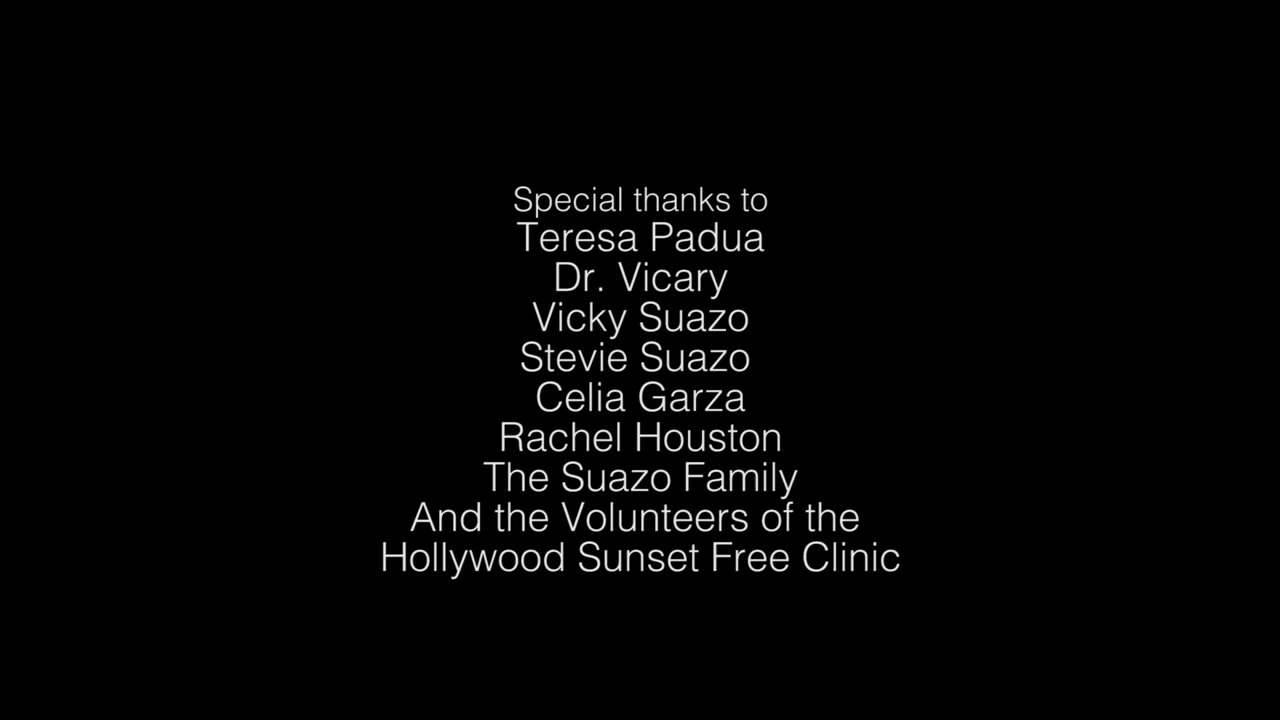 Special thanks to
Teresa Padua
Dr. Vicary
Vicky Suazo
Stevie Suazo
Celia Garza
Rachel Houston
The Suazo Family
And the Volunteers of the
Hollywood Sunset Free Clinic